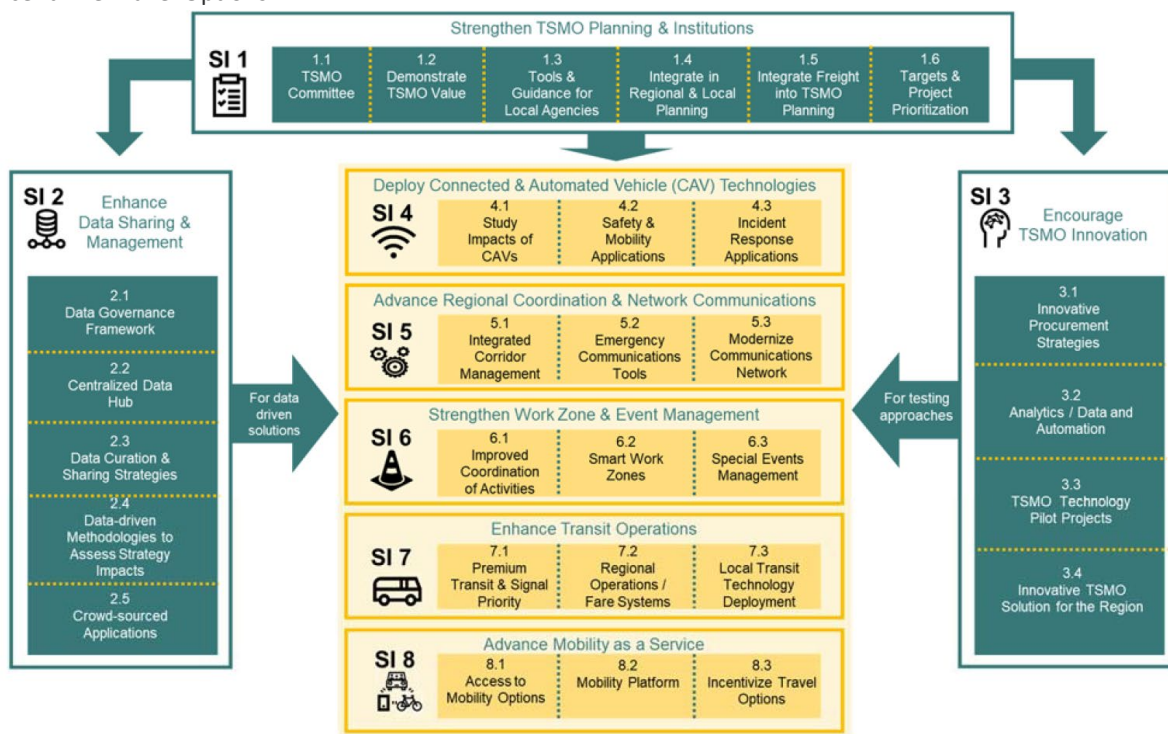 Strengthen TSMO Planning & Institutions
SI 1
1.1
TSMO
Committee
1.2
Demonstrate
TSMO Value
1.3
Tools &
Guidance for
Local Agencies
1.4
Integrate in
Regional & Local
Planning
1.5
Integrate Freight
into TSMO
Planning
1.6
Targets &
Project
Prioritization
SI 2
Enhance
Data Sharing &
Management
2.1
Data Governance
Framework
2.2
Centralized Data
Hub
2.3
Data Curation &
Sharing Strategies
2.4
Data-driven
Methodologies to
Assess Strategy
Impacts
2.5
Crowd-sourced
Applications
For data
driven
solutions
Deploy Connected & Automated Vehicle (CAV) Technologies
SI 4
4.1
Study
Impacts of
CAVs
4.2
Safety &
Mobility
Applications
4.3
Incident
Response
Applications
Advance Regional Coordination & Network Communications
SI 5
5.1
Integrated
Corridor
Management
5.2
Emergency
Communications
Tools
5.3
Modernize
Communications
Network
Strengthen Work Zone & Event Management
SI 6
6.1
Improved
Coordination
of Activities
6.2
Smart Work
Zones
6.3
Special Events
Management
Enhance Transit Operations
SI 7
7.1
Premium
Transit & Signal
Priority
7.2
Regional
Operations /
Fare Systems
7.3
Local Transit
Technology
Deployment
Advance Mobility as a Service
SI 8
8.1
Access to
Mobility Options
8.2
Mobility Platform
8.3
Incentivize Travel
Options
For testing
approaches
SI 3
Encourage
TSMO Innovation
3.1
Innovative
Procurement
Strategies
3.2
Analytics / Data and
Automation
3.3
TSMO Technology
Pilot Projects
3.4
Innovative TSMO
Solution for the Region